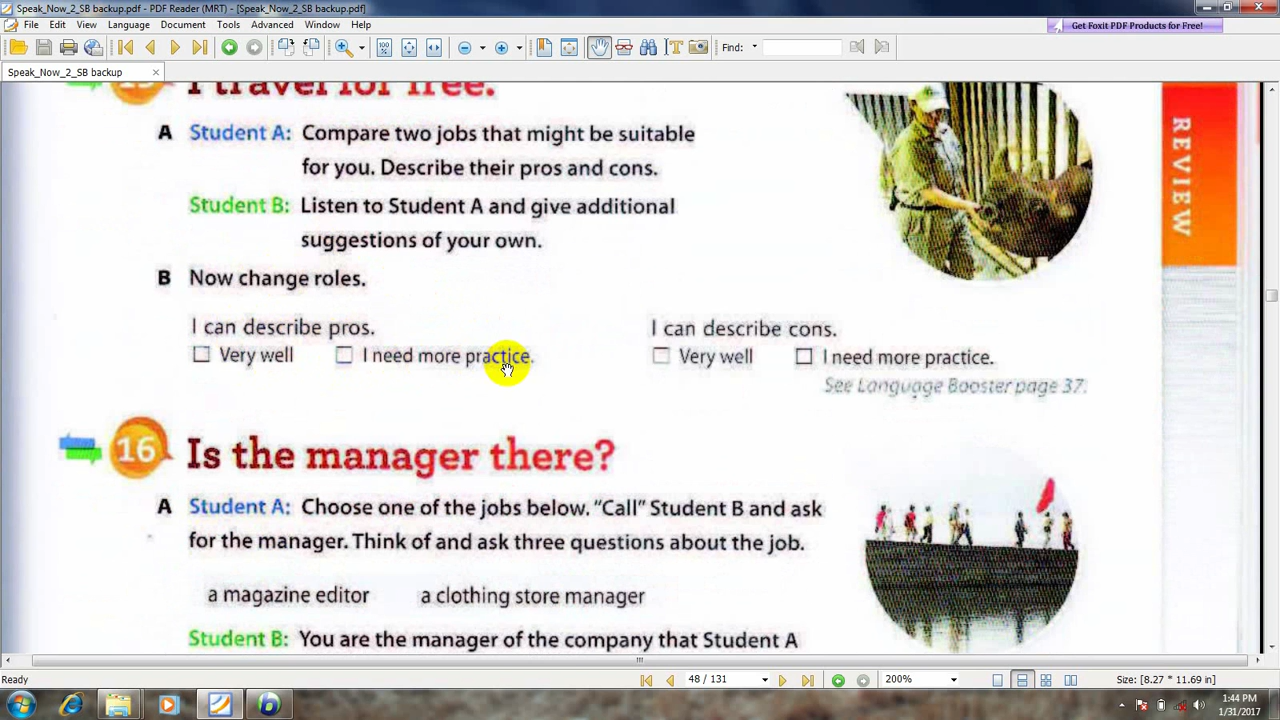 Speak_Now_2_SB backup.pdf - PDF Reader (MRT) - [Speak_Now_2_SB backup.pdf]
File Edit View Language Document Tools Advanced Window Help
Get Foxit PDF Products for Free!
Find:
Speak_Now_2_SB backup
I travel for free.
A Student A: Compare two jobs that might be suitable
for you. Describe their pros and cons.
Student B: Listen to Student A and give additional
suggestions of your own.
B Now change roles.
I can describe pros.
Very well I need more practice.
I can describe cons.
Very well I need more practice.
See Language Booster page 37.
REVIEW
16 Is the manager there?
A Student A: Choose one of the jobs below. "Call" Student B and ask
for the manager. Think of and ask three questions about the job.
a magazine editor a clothing store manager
Student B: You are the manager of the company that Student A
Ready
48 / 131
200%
Size: [8.27 * 11.69 in]
1:44 PM
1/31/2017